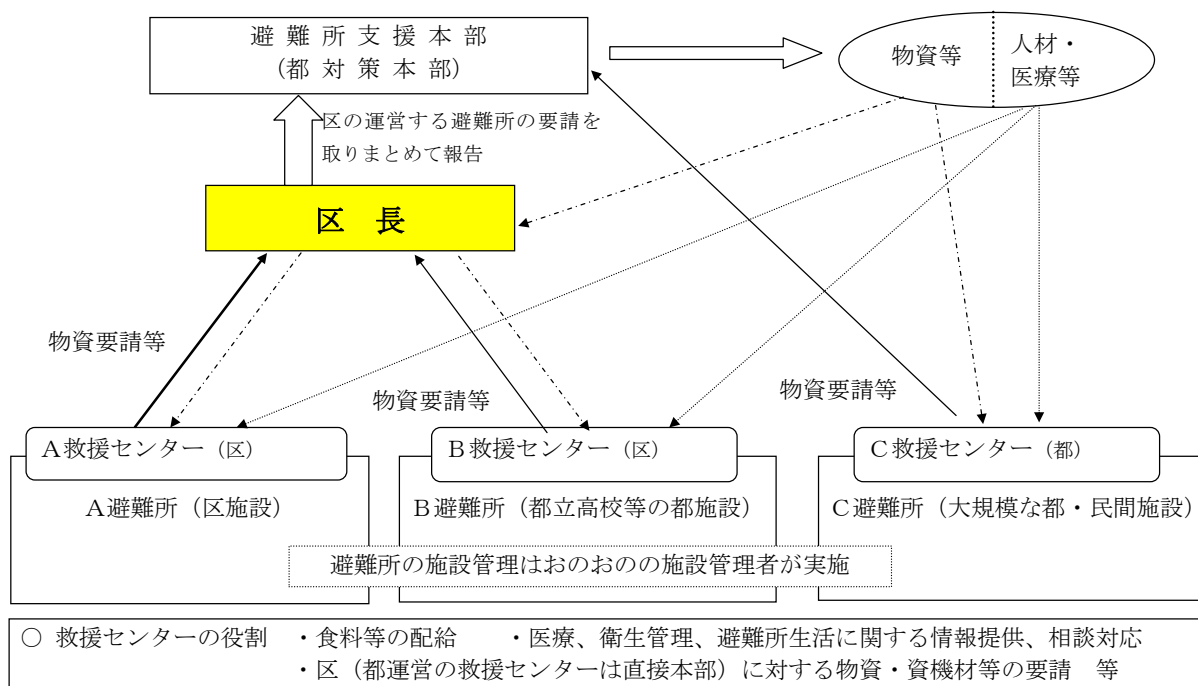 避 難 所 支 援 本 部
（都 対 策 本 部）
物資等
人材・
医療等
区の運営する避難所の要請を
取りまとめて報告
区　長
物資要請等
物資要請等
物資要請等
Ａ救援センター（区）
Ｂ救援センター（区）
Ｃ救援センター（都）
Ａ避難所（区施設）
Ｂ避難所（都立高校等の都施設）
Ｃ避難所（大規模な都・民間施設）
避難所の施設管理はおのおのの施設管理者が実施
○ 救援センターの役割　・食料等の配給　　・医療、衛生管理、避難所生活に関する情報提供、相談対応
・区（都運営の救援センターは直接本部）に対する物資・資機材等の要請　等